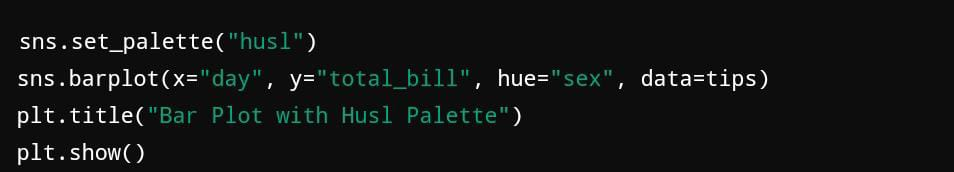 sns.set_palette("husl")
sns.barplot(x="day", y="total_bill", hue="sex", data=tips)
plt.title("Bar Plot with Husl Palette")
plt.show()